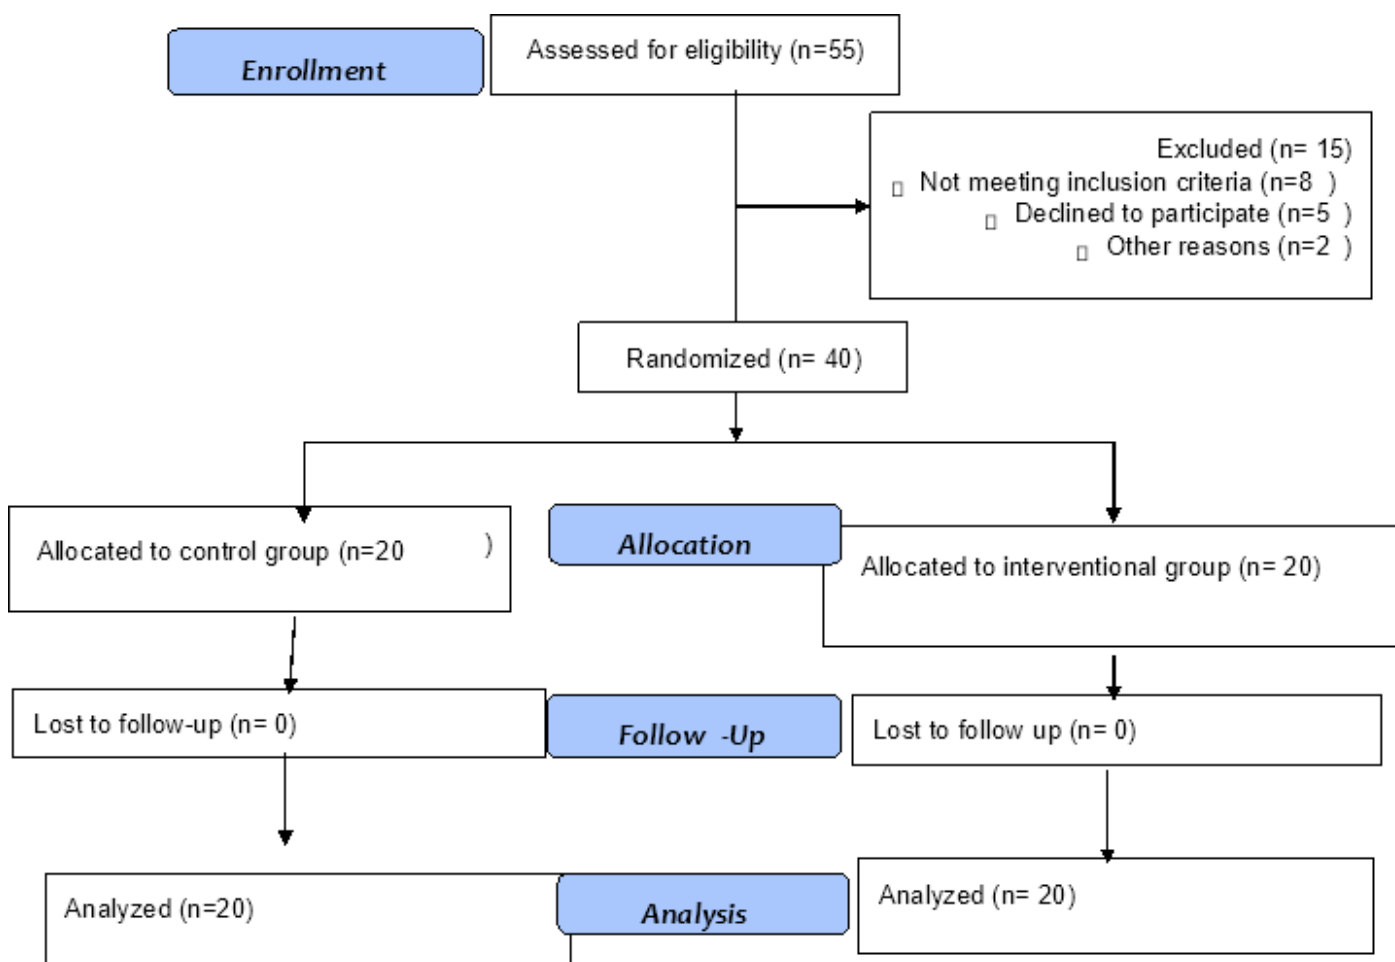 Enrollment
Assessed for eligibility (n=55)
Excluded (n= 15)
▯ Not meeting inclusion criteria (n=8 )
▯ Declined to participate (n=5 )
▯ Other reasons (n=2 )
Randomized (n= 40)
Allocation
Allocated to control group (n=20 )
Allocated to interventional group (n= 20)
Follow -Up
Lost to follow-up (n= 0)
Lost to follow up (n= 0)
Analysis
Analyzed (n=20)
Analyzed (n= 20)